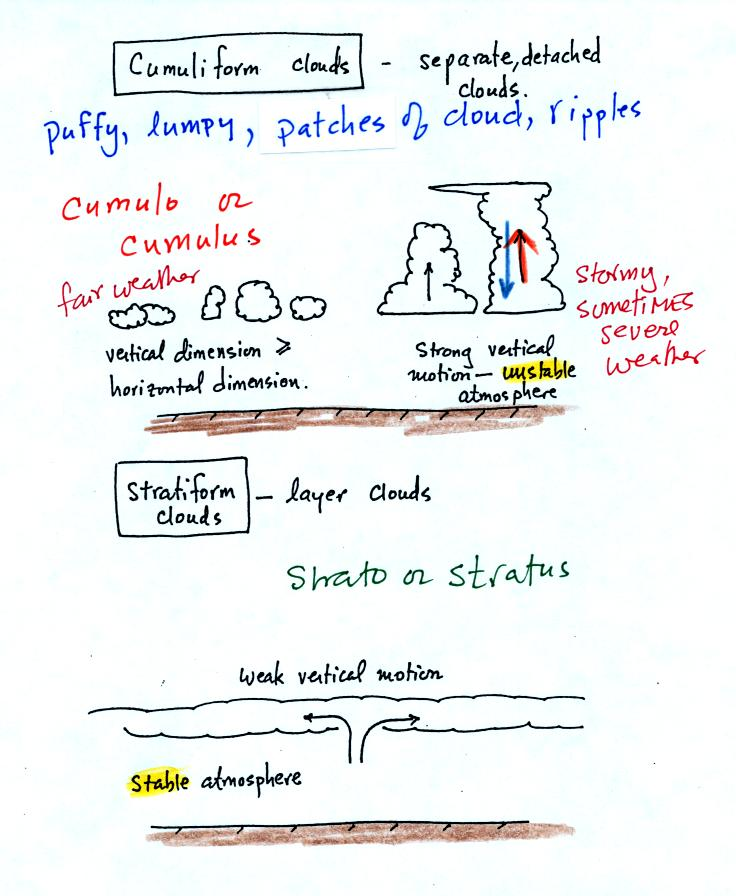 Cumuliform clouds - separate, detached
clouds.
puffy, lumpy, patches of cloud, ripples
Cumulo or
cumulus
fair weather
vertical dimension ≥
horizontal dimension.
Strong vertical
motion — unstable
atmosphere
Stormy,
SOMETIMES
severe
weather
Stratiform
clouds
— layer clouds
Strato or Stratus
Weak vertical motion
Stable atmosphere